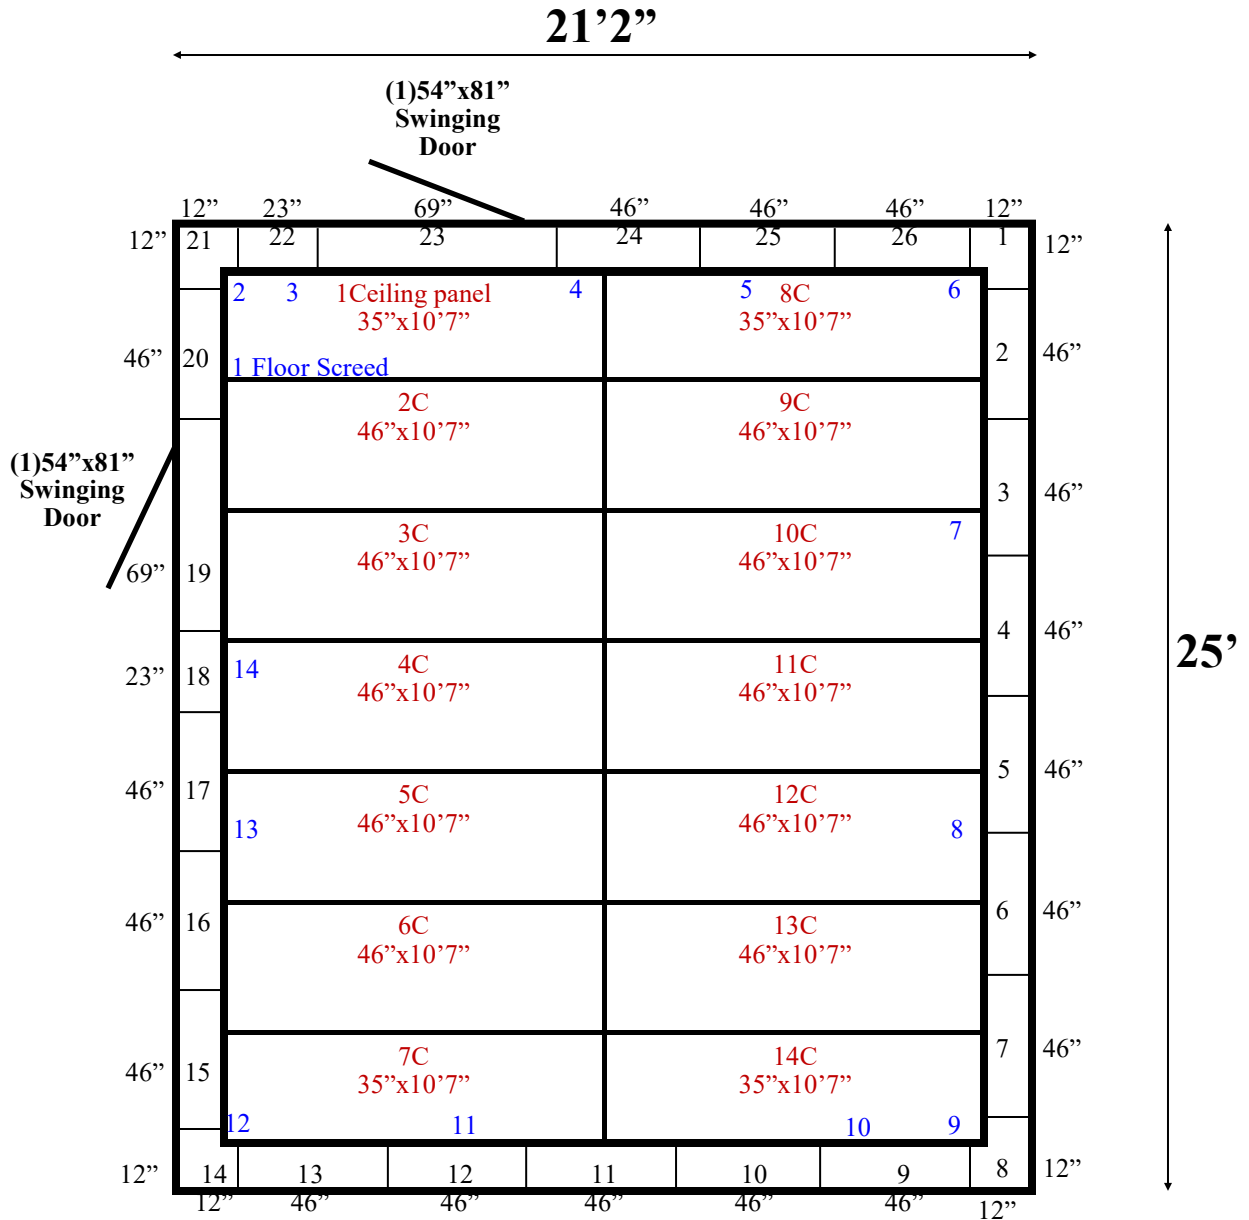 21’2”
(1)54”x81”
Swinging
Door
12” 23” 69” 46” 46” 46” 12”
12” 21 22 23 24 25 26 1 12”
2 3 1Ceiling panel 4 5 8C 6
35”x10’7” 35”x10’7”
46” 20 2 46”
1 Floor Screed
2C 9C
46”x10’7” 46”x10’7”
(1)54”x81”
Swinging
Door
3 46”
3C 10C 7
46”x10’7” 46”x10’7”
69” 19
4 46”
25’
4C 11C
23” 18 14
46”x10’7” 46”x10’7”
5 46”
46” 17 5C 12C
46”x10’7” 46”x10’7”
13 8
46” 16 6C 13C 6 46”
46”x10’7” 46”x10’7”
7C 14C 7 46”
46” 15 35”x10’7” 35”x10’7”
12 11 10 9
12” 14 13 12 11 10 9 8 12”
12” 46” 46” 46” 46” 46” 12”